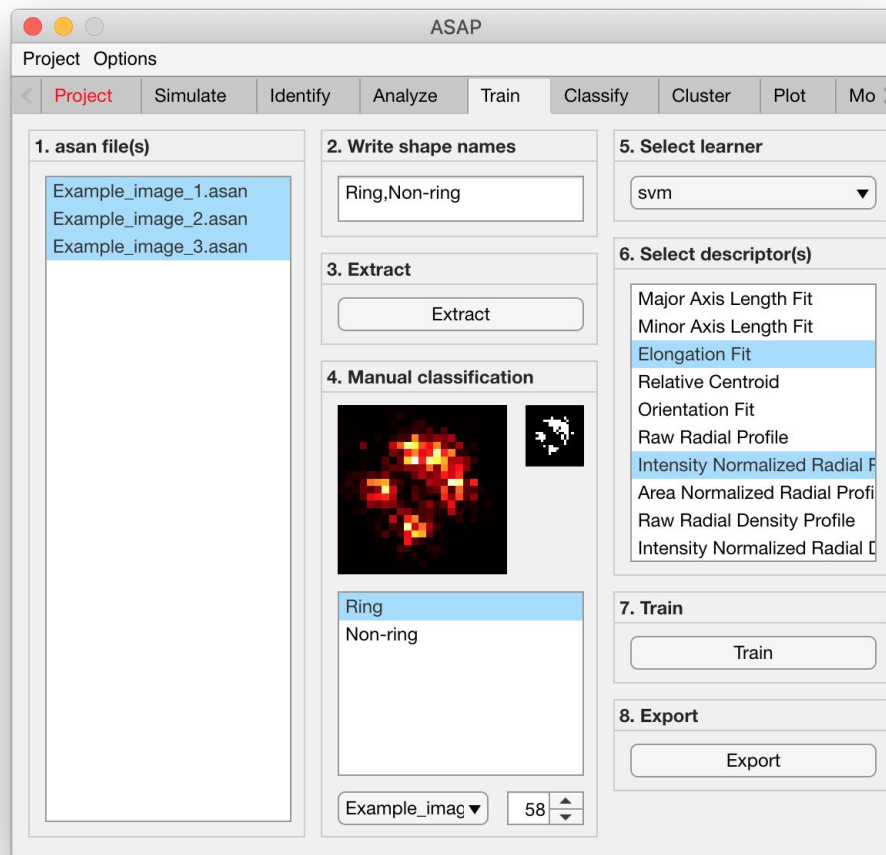 ASAP
Project Options
Project Simulate Identify Analyze Train Classify Cluster Plot Mo
1. asan file(s)
Example_image_1.asan
Example_image_2.asan
Example_image_3.asan
2. Write shape names
Ring,Non-ring
3. Extract
Extract
4. Manual classification
Ring
Non-ring
Example_imag
58
5. Select learner
svm
6. Select descriptor(s)
Major Axis Length Fit
Minor Axis Length Fit
Elongation Fit
Relative Centroid
Orientation Fit
Raw Radial Profile
Intensity Normalized Radial P
Area Normalized Radial Profi
Raw Radial Density Profile
Intensity Normalized Radial D
7. Train
Train
8. Export
Export